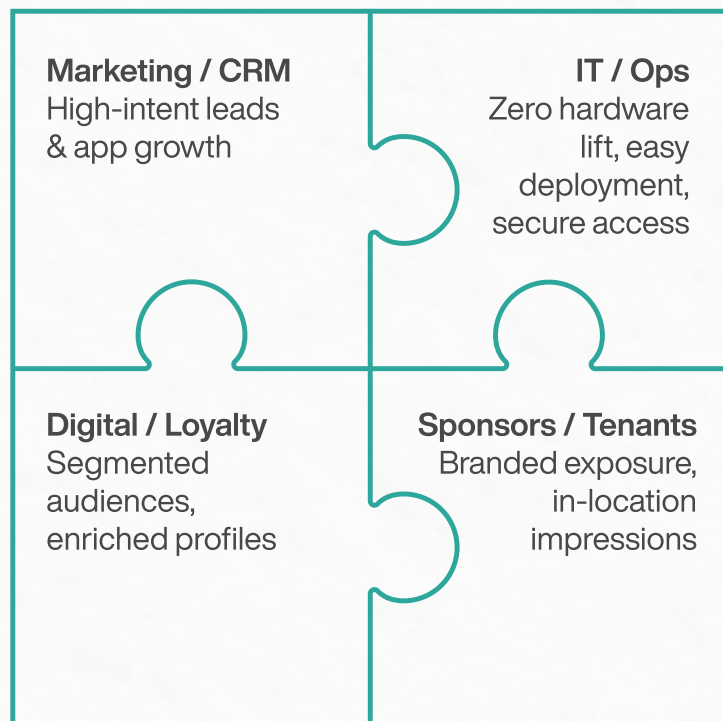 Marketing / CRM
High-intent leads
& app growth
IT / Ops
Zero hardware
lift, easy
deployment,
secure access
Digital / Loyalty
Segmented
audiences,
enriched profiles
Sponsors / Tenants
Branded exposure,
in-location
impressions